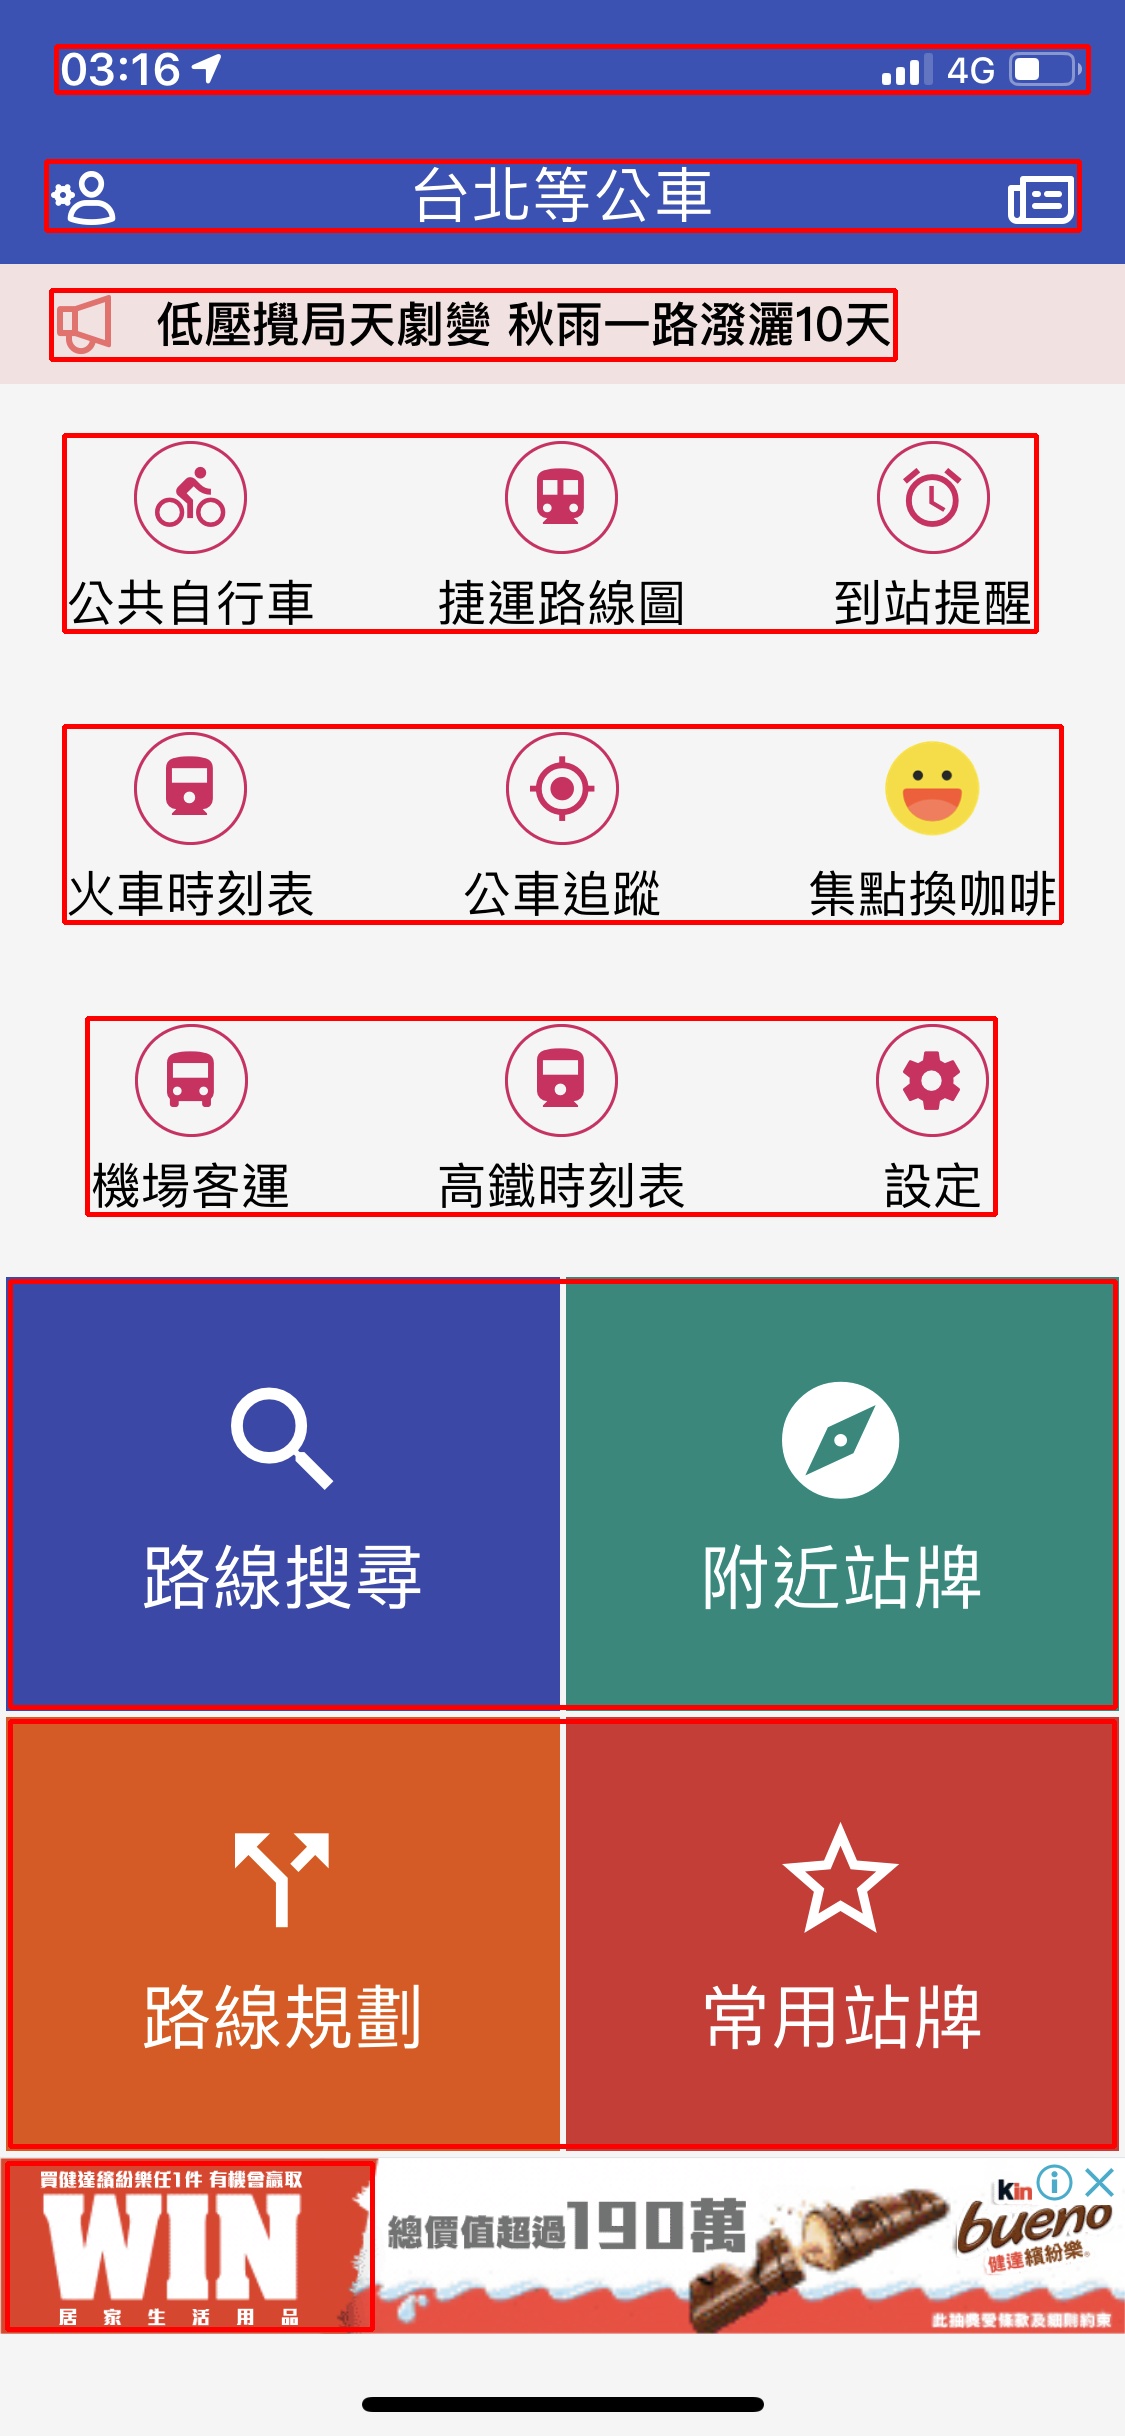 03:16 4G
台北等公車
低壓攪局天劇變 秋雨一路潑灑10天
公共自行車 捷運路線圖 到站提醒
火車時刻表 公車追蹤 集點換咖啡
機場客運 高鐵時刻表 設定
路線搜尋 附近站牌
路線規劃 常用站牌
買健達繽紛樂任1件 有機會贏取
WIN
居家生活用品
總價值超過190萬
kin
bueno
健達繽紛樂
此抽獎受條款及細則約束